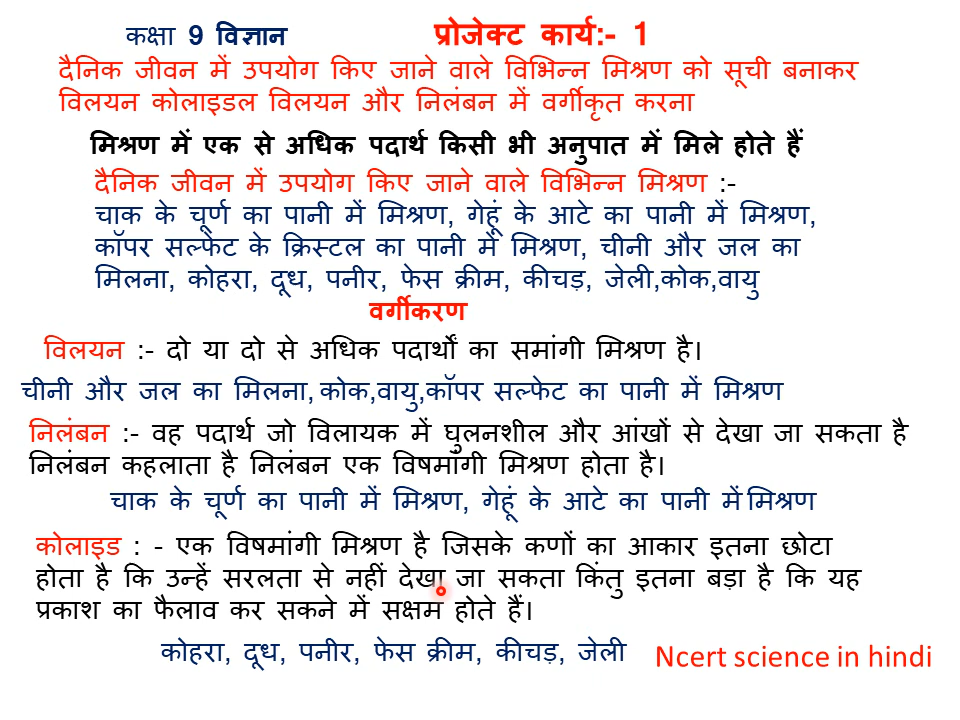 कक्षा 9 विज्ञान प्रोजेक्ट कार्य:- 1
दैनिक जीवन में उपयोग किए जाने वाले विभिन्न मिश्रण को सूची बनाकर
विलयन कोलाइडल विलयन और निलंबन में वर्गीकृत करना
मिश्रण में एक से अधिक पदार्थ किसी भी अनुपात में मिले होते हैं
दैनिक जीवन में उपयोग किए जाने वाले विभिन्न मिश्रण :-
चाक के चूर्ण का पानी में मिश्रण, गेहूं के आटे का पानी में मिश्रण,
कॉपर सल्फेट के क्रिस्टल का पानी में मिश्रण, चीनी और जल का
मिलना, कोहरा, दूध, पनीर, फेस क्रीम, कीचड़, जेली,कोक,वायु
वर्गीकरण
विलयन :- दो या दो से अधिक पदार्थों का समांगी मिश्रण है।
चीनी और जल का मिलना, कोक,वायु,कॉपर सल्फेट का पानी में मिश्रण
निलंबन :- वह पदार्थ जो विलायक में घुलनशील और आंखों से देखा जा सकता है
निलंबन कहलाता है निलंबन एक विषमांगी मिश्रण होता है।
चाक के चूर्ण का पानी में मिश्रण, गेहूं के आटे का पानी में मिश्रण
कोलाइड : - एक विषमांगी मिश्रण है जिसके कणों का आकार इतना छोटा
होता है कि उन्हें सरलता से नहीं देखा जा सकता किंतु इतना बड़ा है कि यह
प्रकाश का फैलाव कर सकने में सक्षम होते हैं।
कोहरा, दूध, पनीर, फेस क्रीम, कीचड़, जेली
Ncert science in hindi